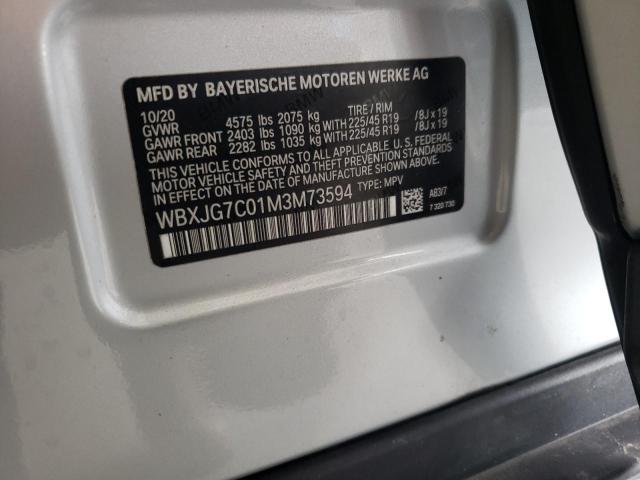 MFD BY BAYERISCHE MOTOREN WERKE AG
10/20
GVWR 4575 lbs 2075 kg TIRE / RIM
GAWR FRONT 2403 lbs 1090 kg WITH 225/45 R19 /8J x 19
GAWR REAR 2282 lbs 1035 kg WITH 225/45 R19 /8J x 19
THIS VEHICLE CONFORMS TO ALL APPLICABLE U.S. FEDERAL
MOTOR VEHICLE SAFETY AND THEFT PREVENTION STANDARDS
IN EFFECT ON THE DATE OF MANUFACTURE SHOWN ABOVE.
WBXJG7C01M3M73594 TYPE: MPV
A83/7
7 320 730